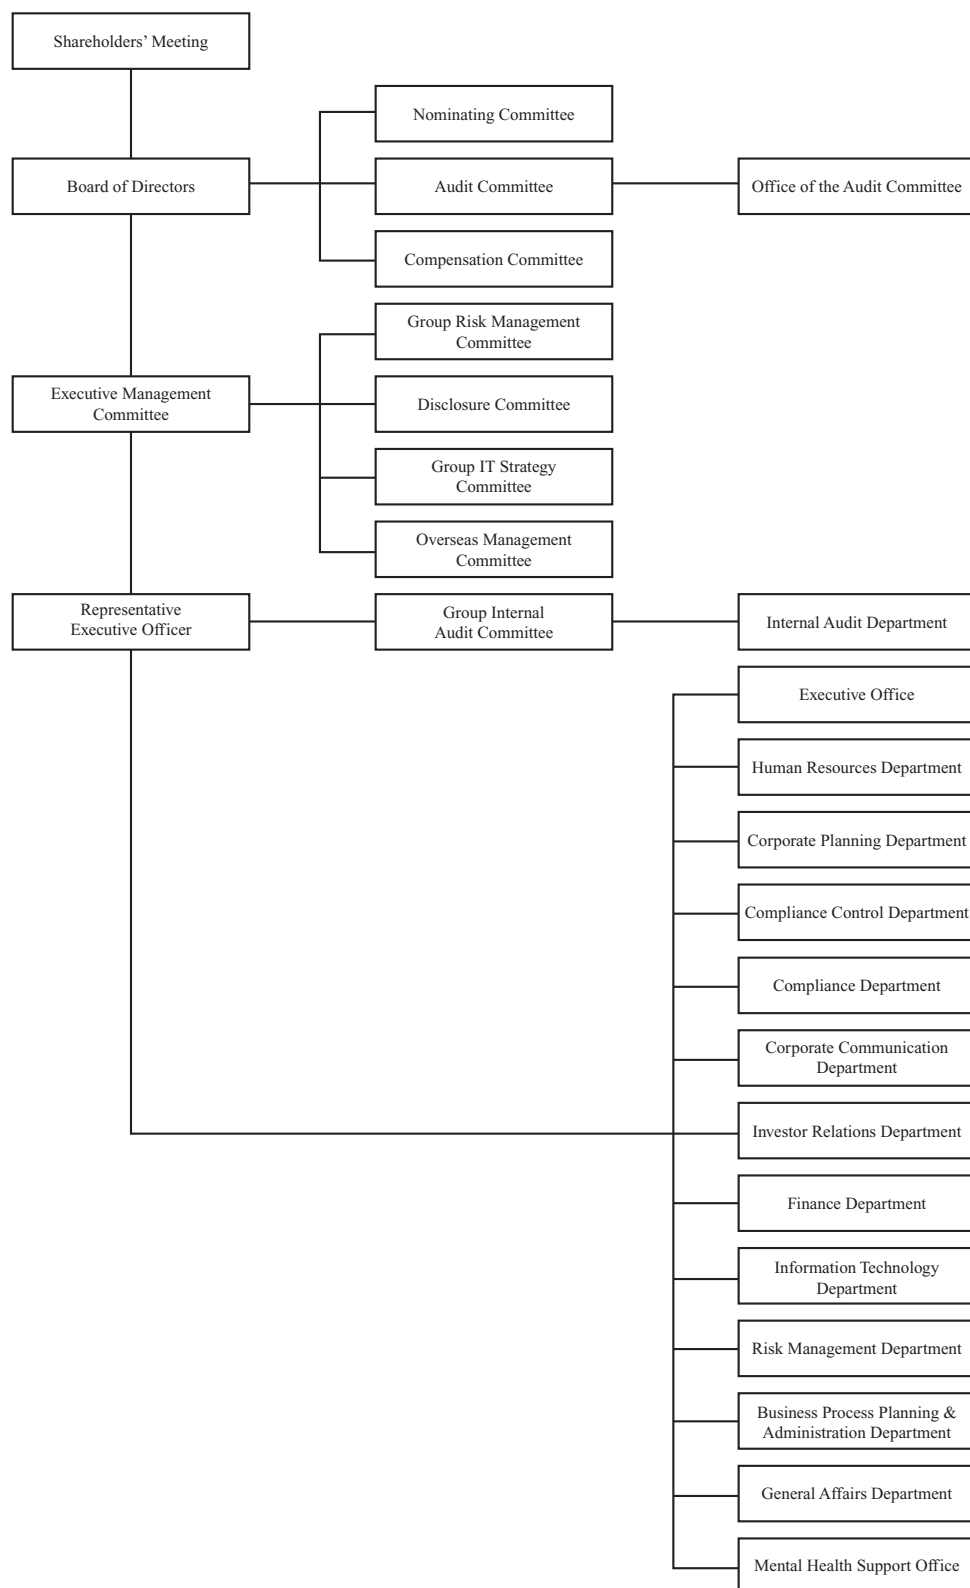 Shareholders’ Meeting
Nominating Committee
Board of Directors
Audit Committee
Office of the Audit Committee
Compensation Committee
Group Risk Management
Committee
Executive Management
Committee
Disclosure Committee
Group IT Strategy
Committee
Overseas Management
Committee
Representative
Executive Officer
Group Internal
Audit Committee
Internal Audit Department
Executive Office
Human Resources Department
Corporate Planning Department
Compliance Control Department
Compliance Department
Corporate Communication
Department
Investor Relations Department
Finance Department
Information Technology
Department
Risk Management Department
Business Process Planning &
Administration Department
General Affairs Department
Mental Health Support Office